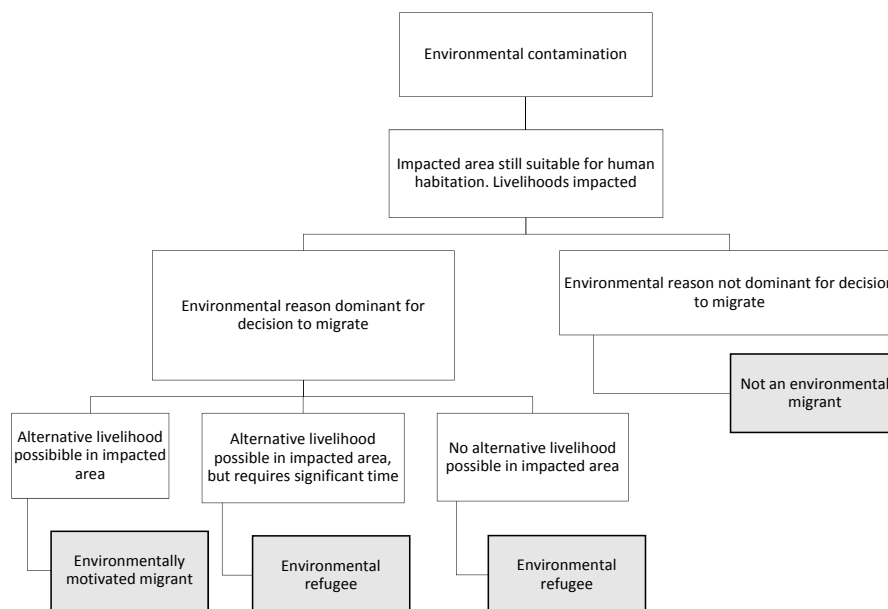 Environmental contamination
Impacted area still suitable for human
habitation. Livelihoods impacted
Environmental reason dominant for
decision to migrate
Environmental reason not dominant for decision
to migrate
Not an environmental
migrant
Alternative livelihood
possibible in impacted
area
Alternative livelihood
possible in impacted area,
but requires significant time
No alternative livelihood
possible in impacted area
Environmentally
motivated migrant
Environmental
refugee
Environmental
refugee